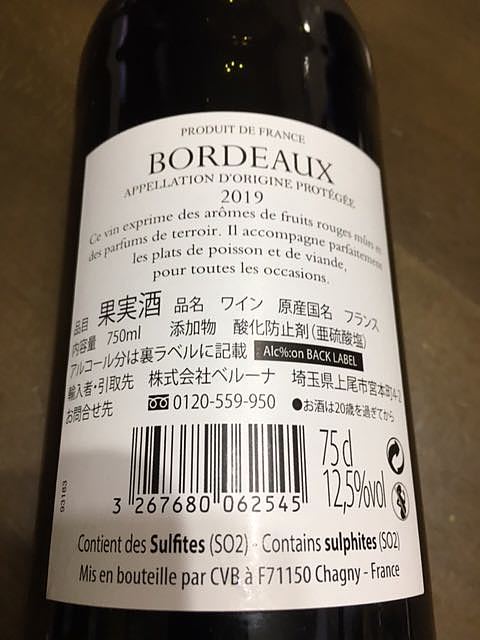 PRODUIT DE FRANCE
BORDEAUX
APPELLATION D'ORIGINE PROTÉGÉE
2019
Ce vin exprime des arômes de fruits rouges mûrs et
des parfums de terroir. Il accompagne parfaitement
les plats de poisson et de viande,
pour toutes les occasions.
品目 果実酒 品名 ワイン 原産国名 フランス
内容量 750ml 添加物 酸化防止剤(亜硫酸塩)
アルコール分は裏ラベルに記載 Alc%:on BACK LABEL
輸入者・引取先 株式会社ベルーナ 埼玉県上尾市宮本町4-2
お問合せ先 0120-559-950 ●お酒は20歳を過ぎてから
93183
3 267680 062545
75 cl
12,5%vol
Contient des Sulfites (SO2) - Contains sulphites (SO2)
Mis en bouteille par CVB à F71150 Chagny - France